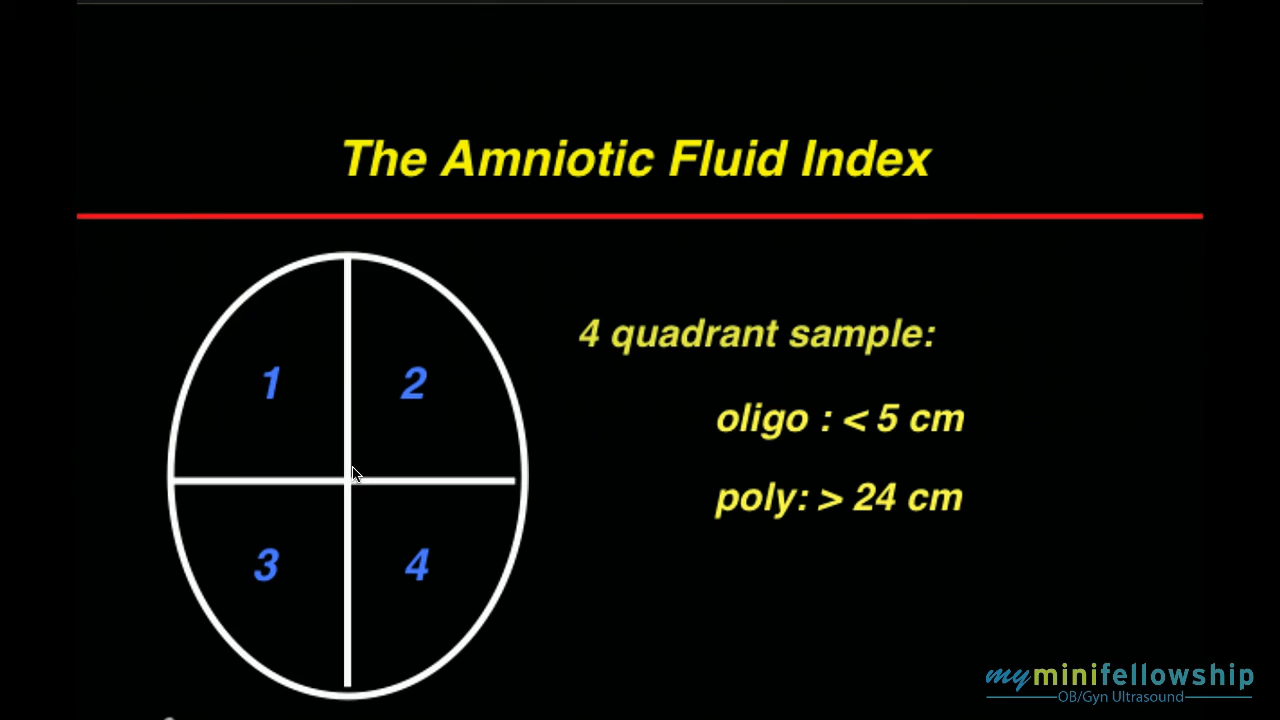 The Amniotic Fluid Index
1 2
4 quadrant sample:
oligo : < 5 cm
poly: > 24 cm
3 4
myminifellowship
OB/Gyn Ultrasound